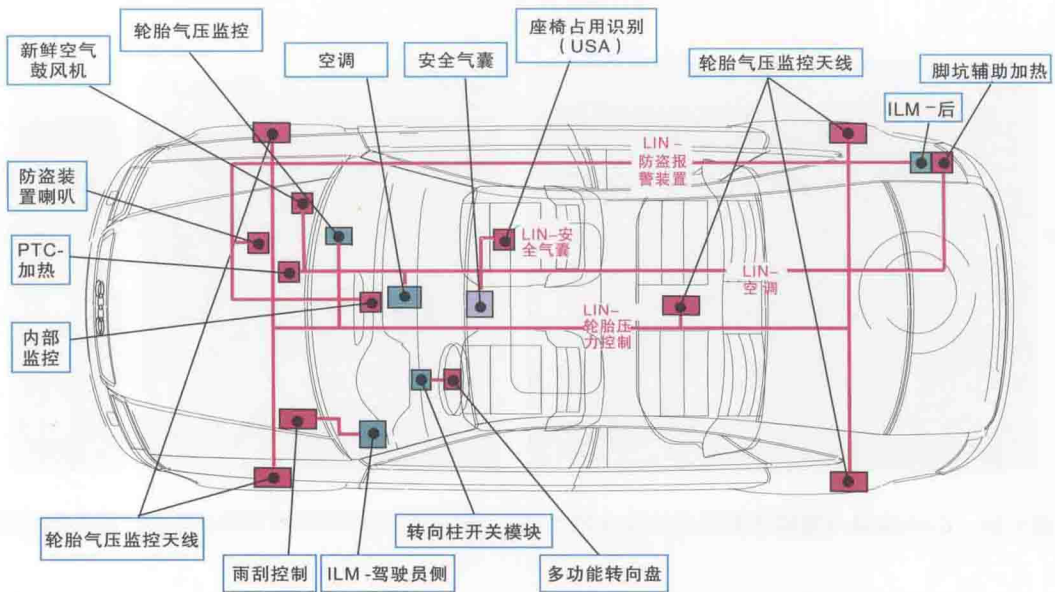 轮胎气压监控
新鲜空气
鼓风机
空调
安全气囊
座椅占用识别
（USA）
轮胎气压监控天线
脚坑辅助加热
ILM－后
LIN－
防盗报
警装置
防盗装
置喇叭
LIN–安
全气囊
PTC-
加热
LIN–
空调
LIN–
轮胎压
力控制
内部
监控
轮胎气压监控天线
转向柱开关模块
雨刮控制
ILM-驾驶员侧
多功能转向盘